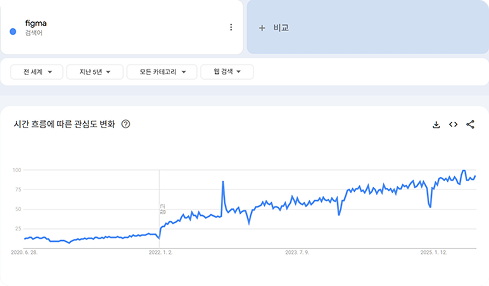 figma
검색어
+ 비교
전 세계
지난 5년
모든 카테고리
웹 검색
시간 흐름에 따른 관심도 변화
100
75
50
25
참고
2020. 6. 28.
2022. 1. 2.
2023. 7. 9.
2025. 1. 12.